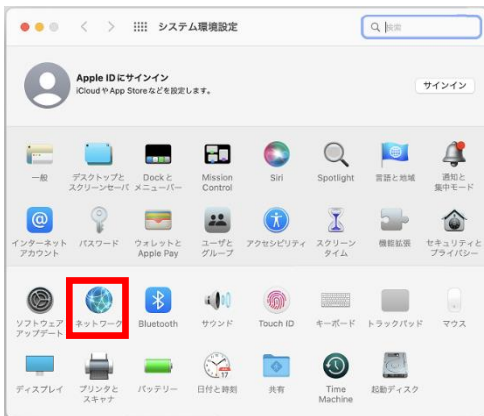 システム環境設定
検索
Apple IDにサインイン
iCloudやApp Storeなどを設定します。
サインイン
一般
デスクトップと
スクリーンセーバ
Dockと
メニューバー
Mission
Control
Siri
Spotlight
言語と地域
通知と
集中モード
インターネット
アカウント
パスワード
ウォレットと
Apple Pay
ユーザと
グループ
アクセシビリティ
スクリーン
タイム
機能拡張
セキュリティと
プライバシー
ソフトウェア
アップデート
ネットワーク
Bluetooth
サウンド
Touch ID
キーボード
トラックパッド
マウス
ディスプレイ
プリンタと
スキャナ
バッテリー
17
日付と時刻
共有
Time
Machine
起動ディスク